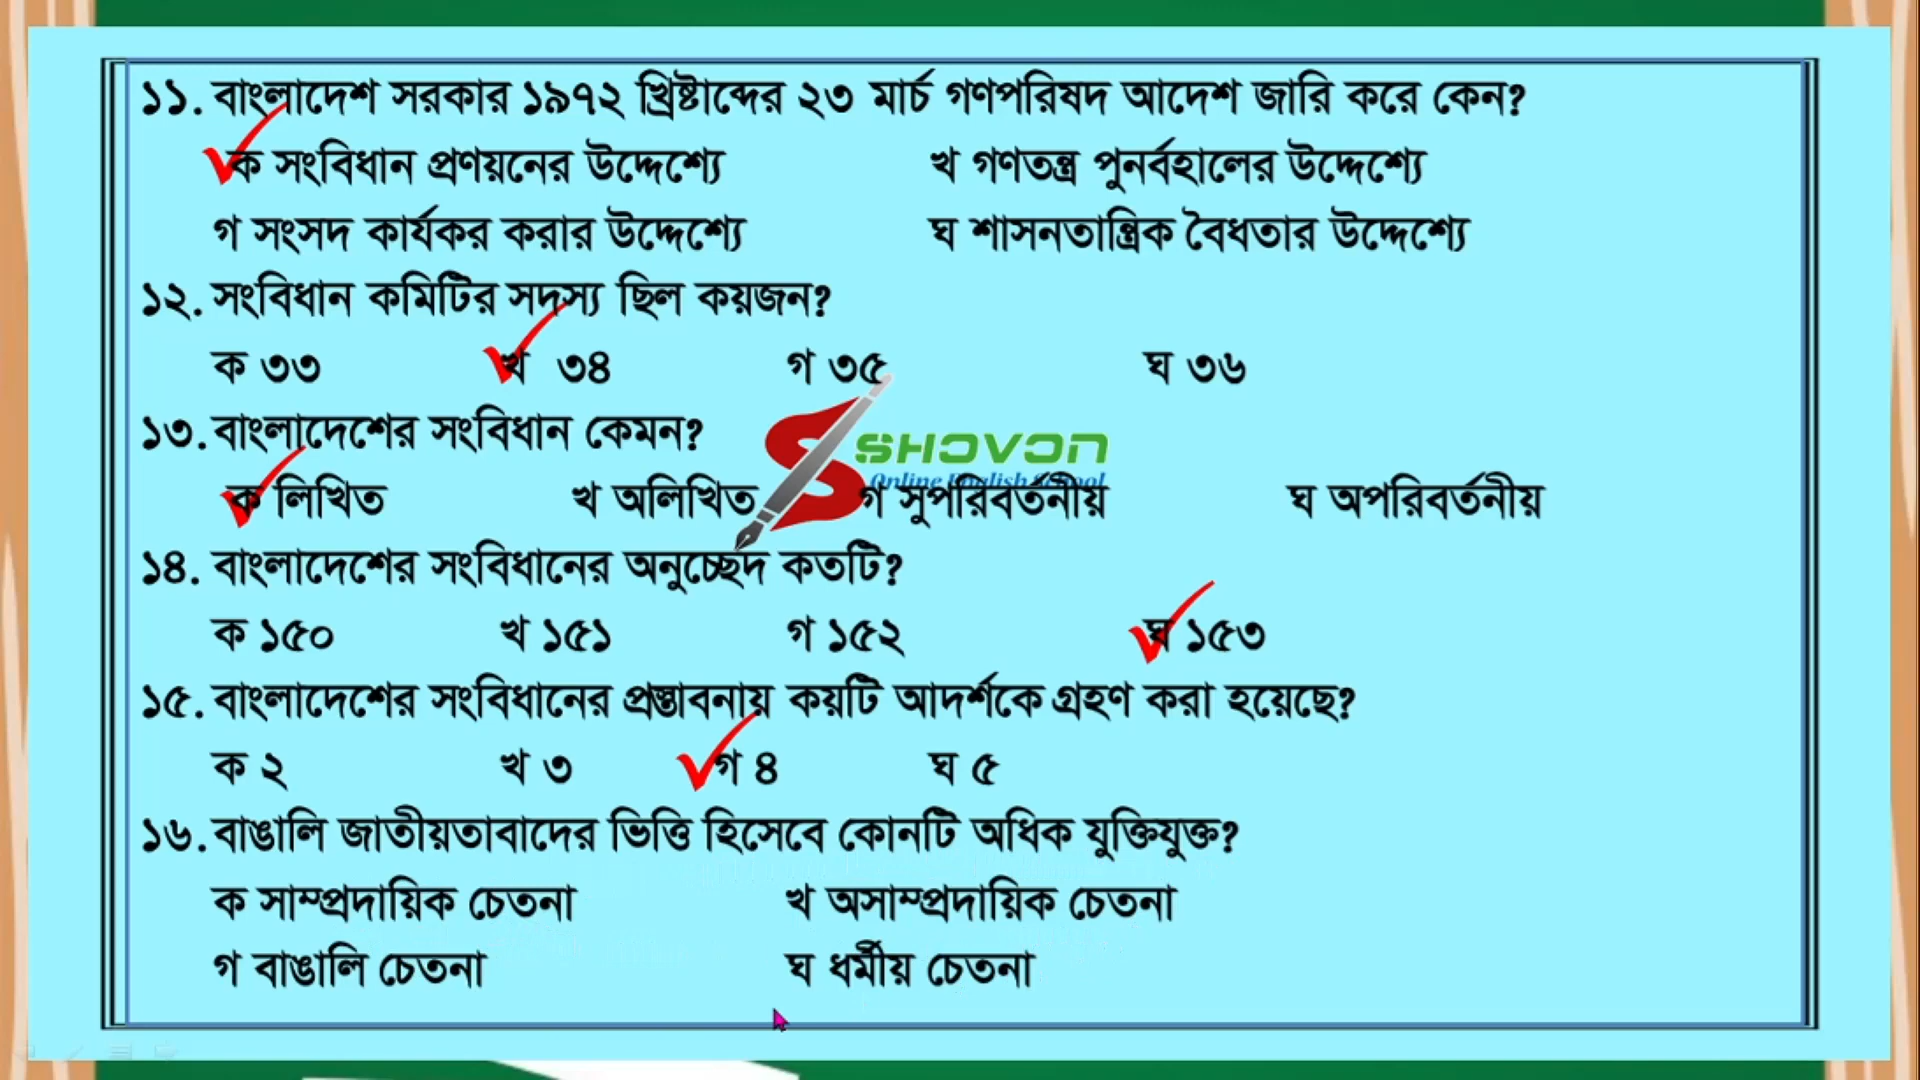 ১১. বাংলাদেশ সরকার ১৯৭২ খ্রিষ্টাব্দের ২৩ মার্চ গণপরিষদ আদেশ জারি করে কেন?
ক সংবিধান প্রণয়নের উদ্দেশ্যে খ গণতন্ত্র পুনর্বহালের উদ্দেশ্যে
গ সংসদ কার্যকর করার উদ্দেশ্যে ঘ শাসনতান্ত্রিক বৈধতার উদ্দেশ্যে
১২. সংবিধান কমিটির সদস্য ছিল কয়জন?
ক ৩৩ খ ৩৪ গ ৩৫ ঘ ৩৬
১৩. বাংলাদেশের সংবিধান কেমন?
SHOVON
Online English School
ক লিখিত খ অলিখিত গ সুপরিবর্তনীয় ঘ অপরিবর্তনীয়
১৪. বাংলাদেশের সংবিধানের অনুচ্ছেদ কতটি?
ক ১৫০ খ ১৫১ গ ১৫২ ঘ ১৫৩
১৫. বাংলাদেশের সংবিধানের প্রস্তাবনায় কয়টি আদর্শকে গ্রহণ করা হয়েছে?
ক ২ খ ৩ গ ৪ ঘ ৫
১৬. বাঙালি জাতীয়তাবাদের ভিত্তি হিসেবে কোনটি অধিক যুক্তিযুক্ত?
ক সাম্প্রদায়িক চেতনা খ অসাম্প্রদায়িক চেতনা
গ বাঙালি চেতনা ঘ ধর্মীয় চেতনা